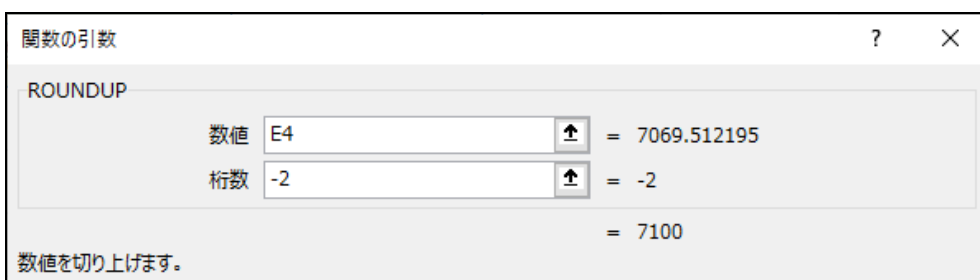 関数の引数 ? ×
ROUNDUP
数値 E4 = 7069.512195
桁数 -2 = -2
= 7100
数値を切り上げます。